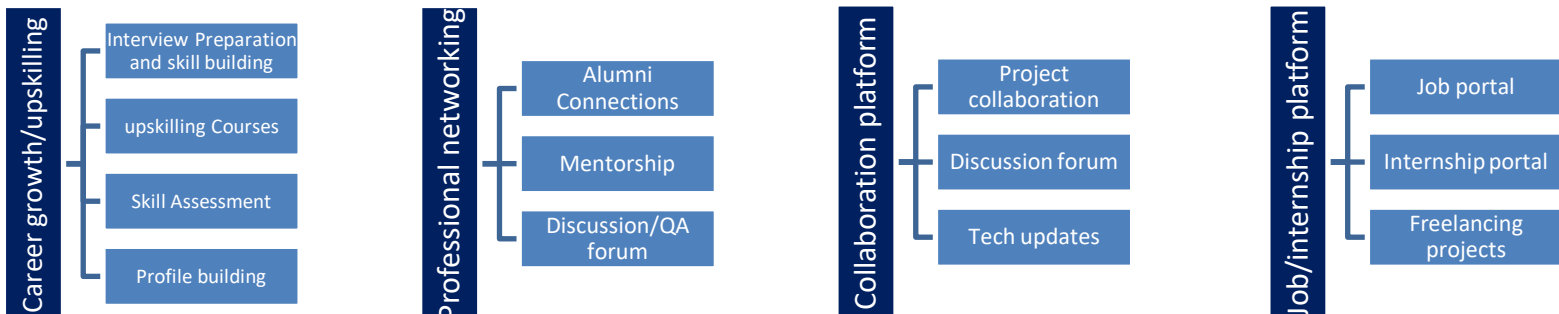 Career growth/upskilling
Interview Preparation
and skill building
upskilling Courses
Skill Assessment
Profile building
Professional networking
Alumni
Connections
Mentorship
Discussion/QA
forum
Collaboration platform
Project
collaboration
Discussion forum
Tech updates
Job/internship platform
Job portal
Internship portal
Freelancing
projects